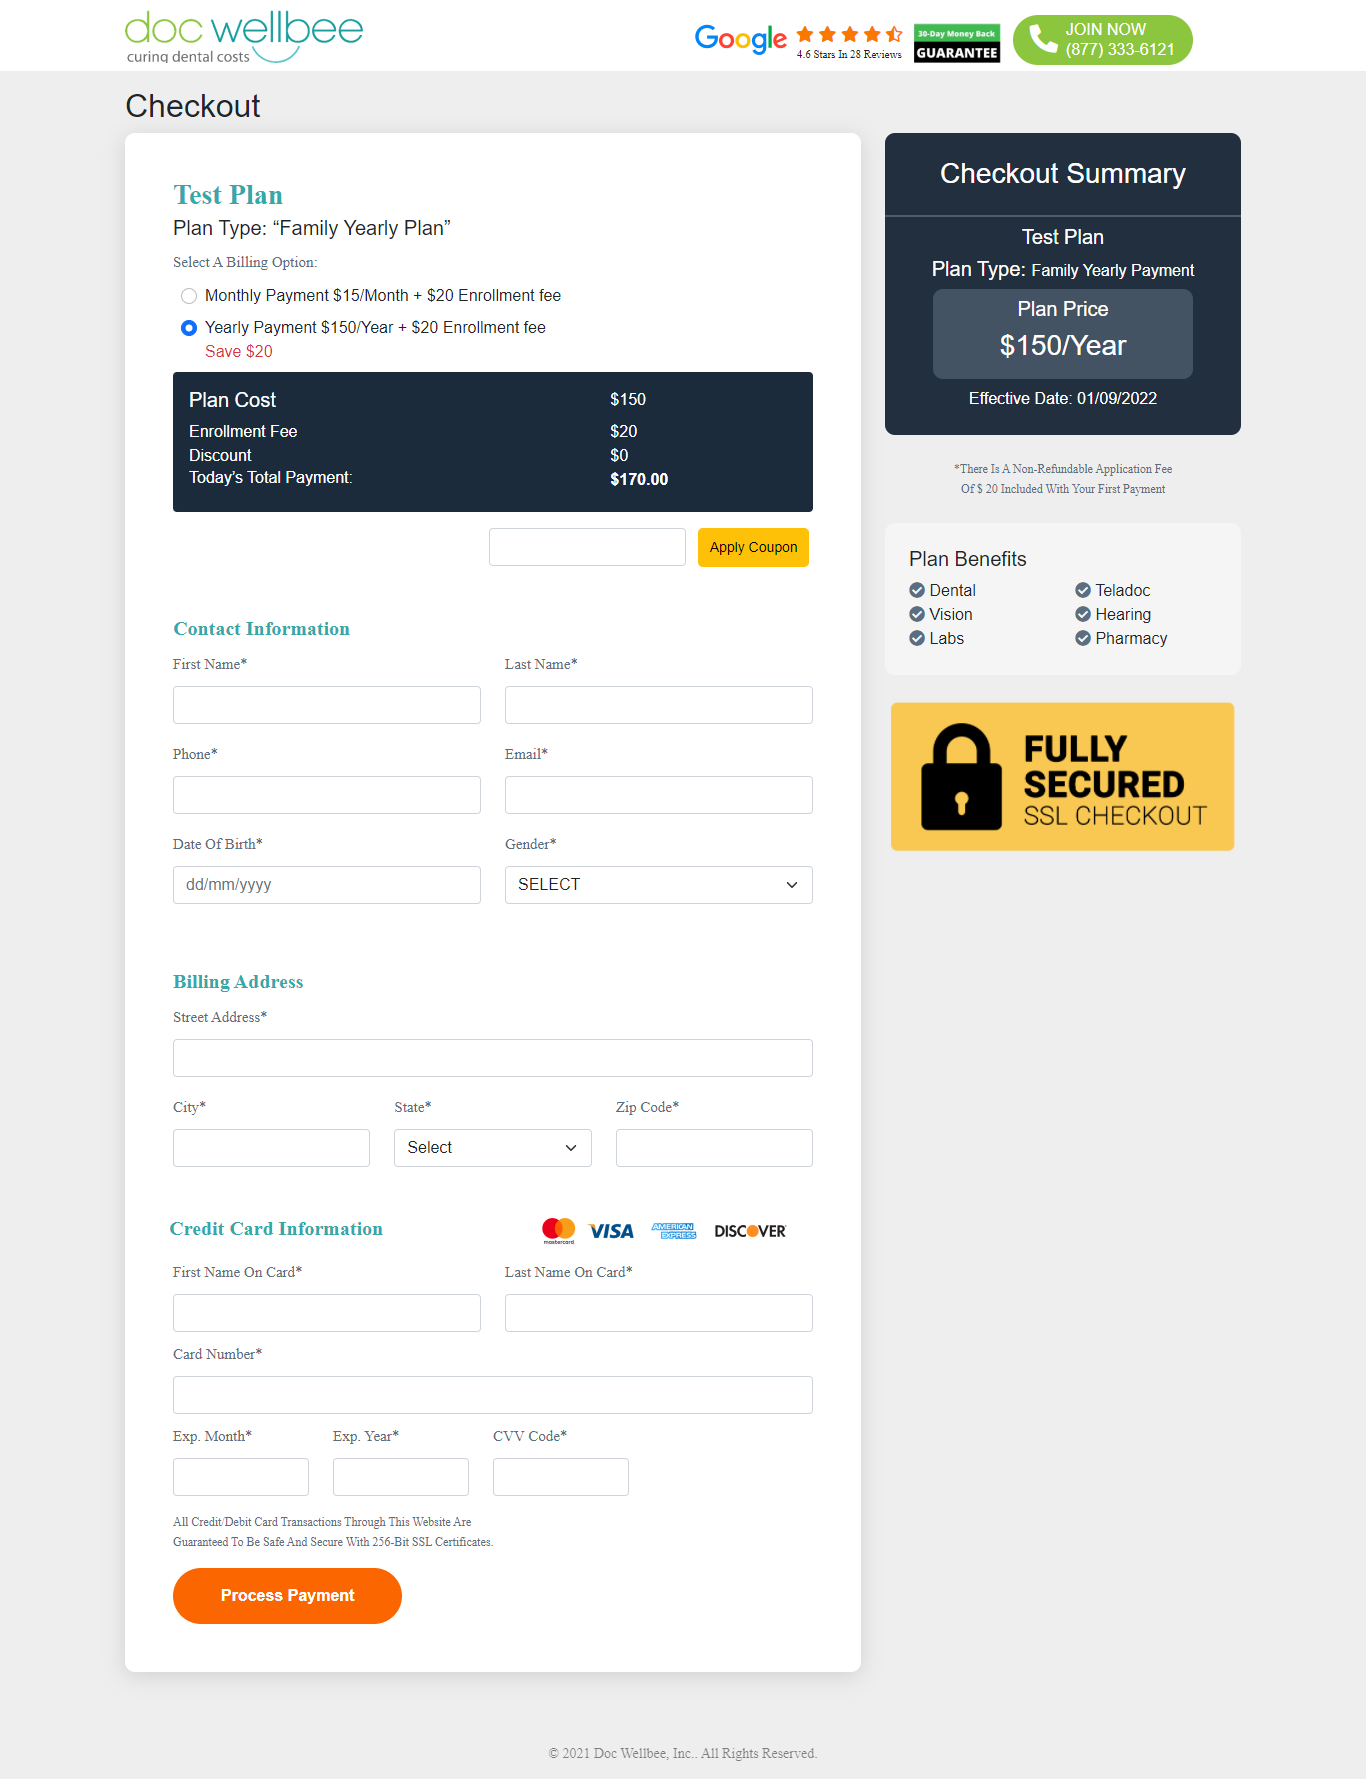 doc wellbee
curing dental costs
Google
4.6 Stars In 28 Reviews
30-Day Money Back
GUARANTEE
JOIN NOW
(877) 333-6121
Checkout
Test Plan
Plan Type: “Family Yearly Plan”
Select A Billing Option:
Monthly Payment $15/Month + $20 Enrollment fee
Yearly Payment $150/Year + $20 Enrollment fee
Save $20
Plan Cost $150
Enrollment Fee $20
Discount $0
Today’s Total Payment: $170.00
Apply Coupon
Contact Information
First Name* Last Name*
Phone* Email*
Date Of Birth* Gender*
dd/mm/yyyy SELECT
Billing Address
Street Address*
City* State* Zip Code*
Select
Credit Card Information
mastercard VISA AMERICAN EXPRESS DISCOVER
First Name On Card* Last Name On Card*
Card Number*
Exp. Month* Exp. Year* CVV Code*
All Credit/Debit Card Transactions Through This Website Are
Guaranteed To Be Safe And Secure With 256-Bit SSL Certificates.
Process Payment
Checkout Summary
Test Plan
Plan Type: Family Yearly Payment
Plan Price
$150/Year
Effective Date: 01/09/2022
*There Is A Non-Refundable Application Fee
Of $ 20 Included With Your First Payment
Plan Benefits
Dental Teladoc
Vision Hearing
Labs Pharmacy
FULLY
SECURED
SSL CHECKOUT
© 2021 Doc Wellbee, Inc.. All Rights Reserved.